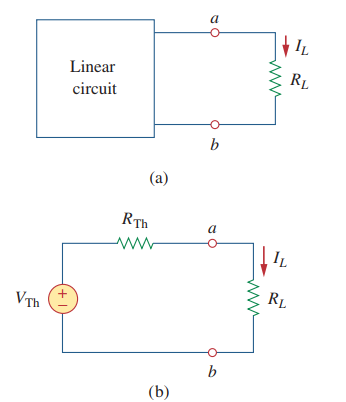 a
I_L
Linear
circuit
R_L
b
(a)
R_Th
a
I_L
V_Th
+
−
R_L
b
(b)